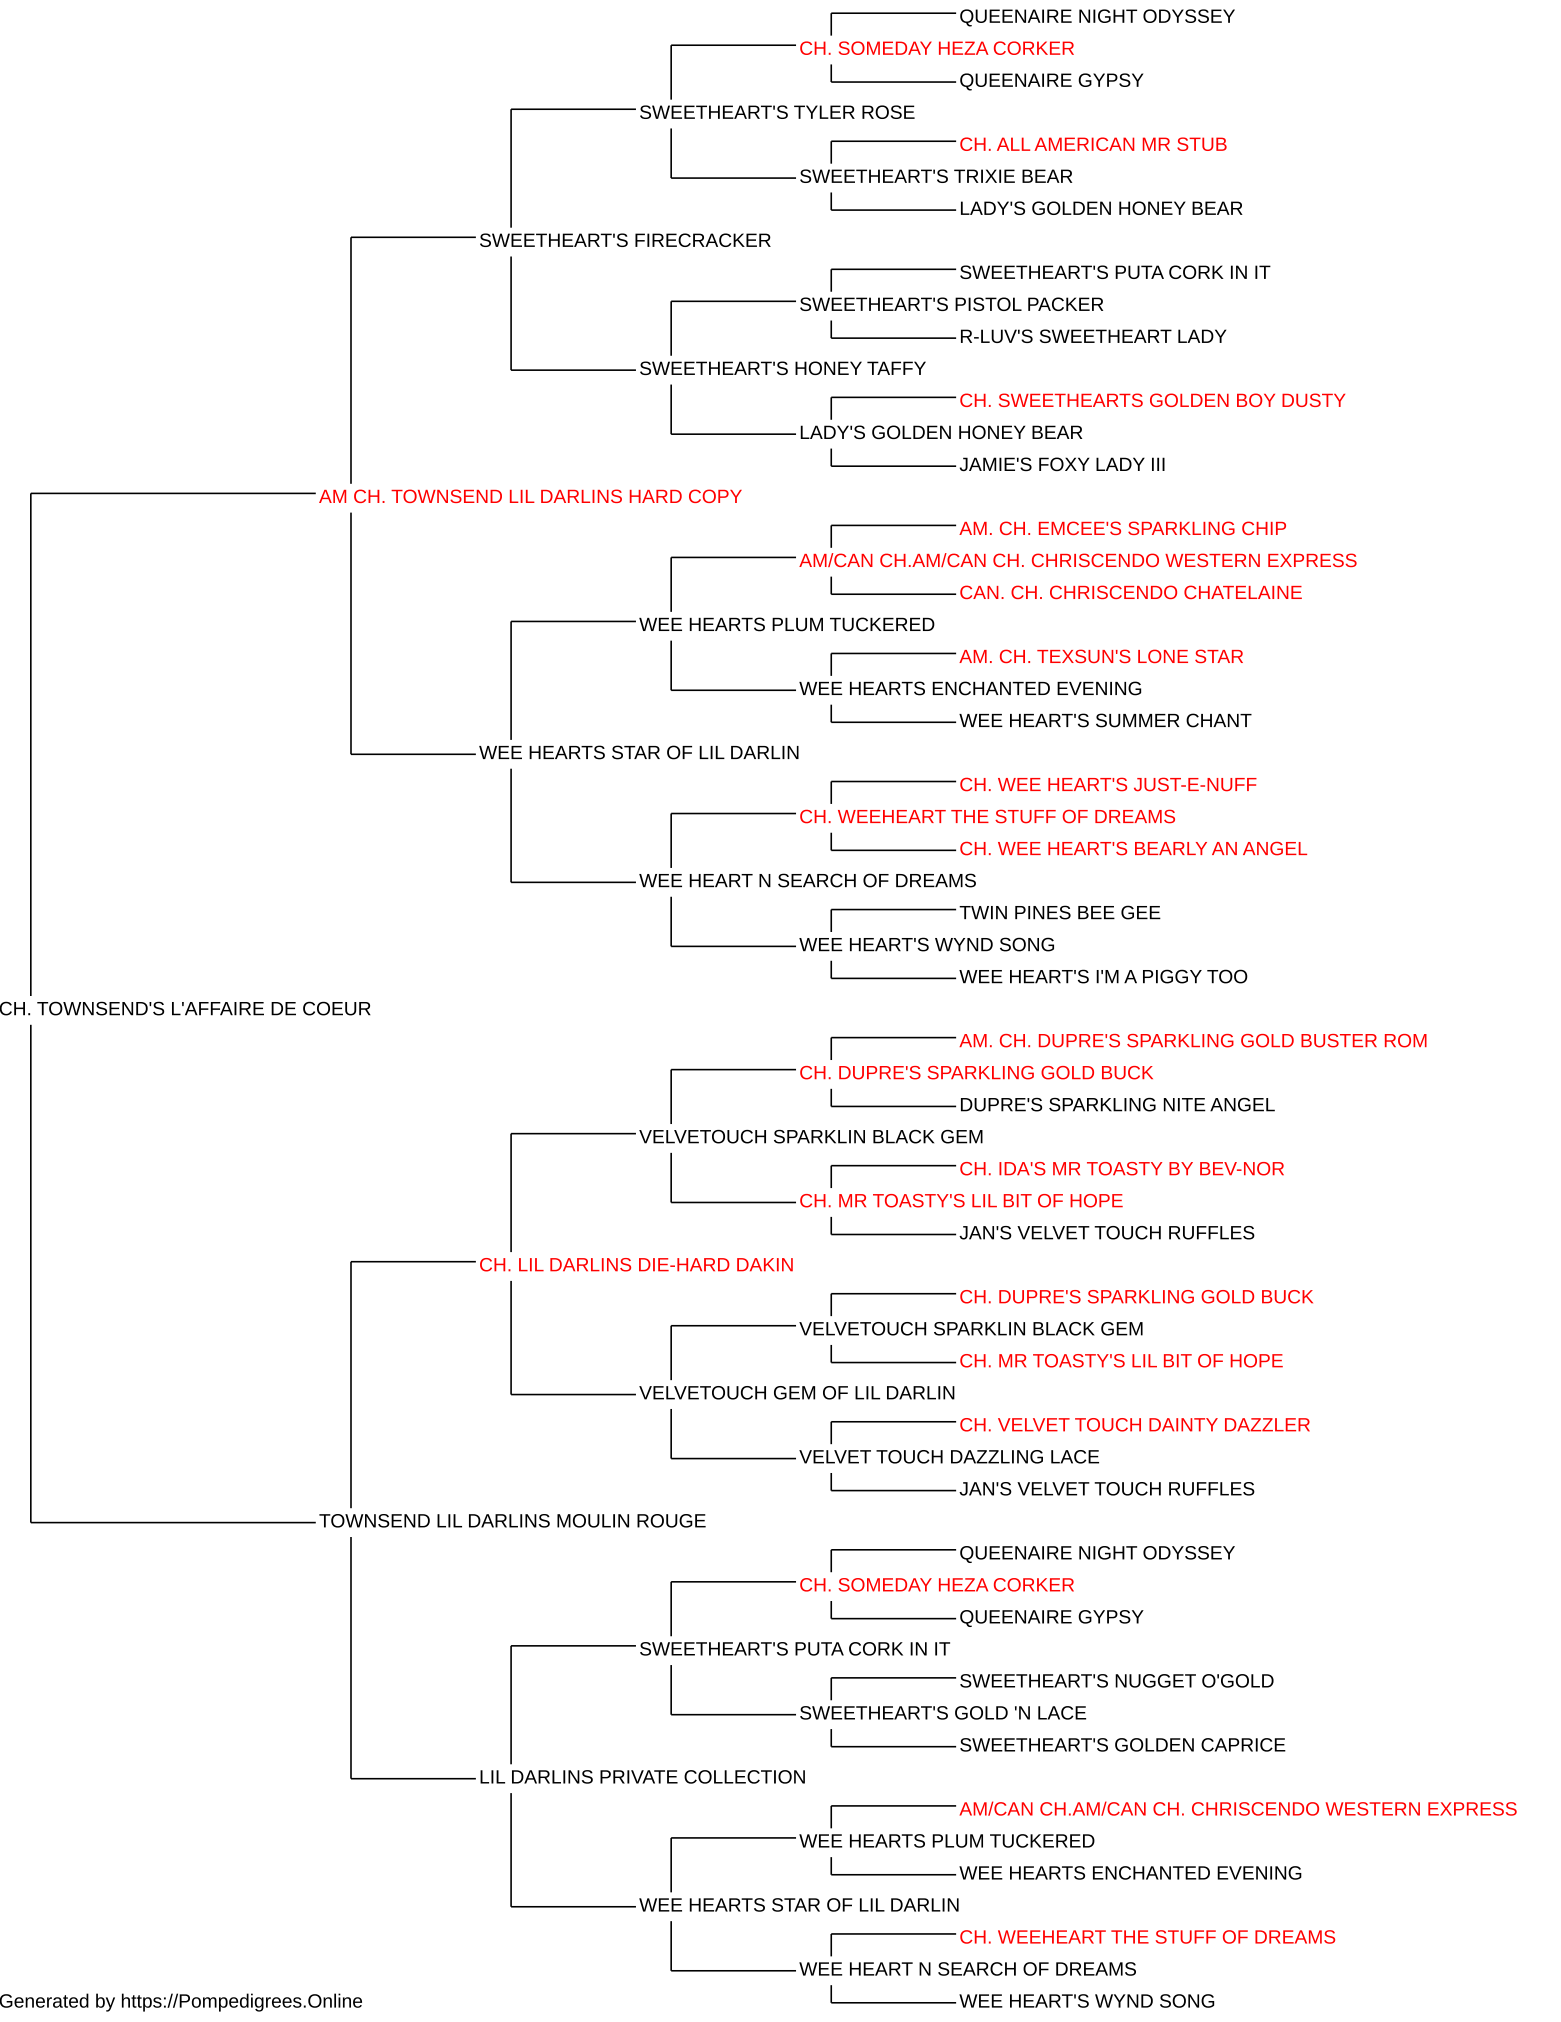 QUEENAIRE NIGHT ODYSSEY
CH. SOMEDAY HEZA CORKER
QUEENAIRE GYPSY
SWEETHEART'S TYLER ROSE
CH. ALL AMERICAN MR STUB
SWEETHEART'S TRIXIE BEAR
LADY'S GOLDEN HONEY BEAR
SWEETHEART'S FIRECRACKER
SWEETHEART'S PUTA CORK IN IT
SWEETHEART'S PISTOL PACKER
R-LUV'S SWEETHEART LADY
SWEETHEART'S HONEY TAFFY
CH. SWEETHEARTS GOLDEN BOY DUSTY
LADY'S GOLDEN HONEY BEAR
JAMIE'S FOXY LADY III
AM CH. TOWNSEND LIL DARLINS HARD COPY
AM. CH. EMCEE'S SPARKLING CHIP
AM/CAN CH.AM/CAN CH. CHRISCENDO WESTERN EXPRESS
CAN. CH. CHRISCENDO CHATELAINE
WEE HEARTS PLUM TUCKERED
AM. CH. TEXSUN'S LONE STAR
WEE HEARTS ENCHANTED EVENING
WEE HEART'S SUMMER CHANT
WEE HEARTS STAR OF LIL DARLIN
CH. WEE HEART'S JUST-E-NUFF
CH. WEEHEART THE STUFF OF DREAMS
CH. WEE HEART'S BEARLY AN ANGEL
WEE HEART N SEARCH OF DREAMS
TWIN PINES BEE GEE
WEE HEART'S WYND SONG
WEE HEART'S I'M A PIGGY TOO
CH. TOWNSEND'S L'AFFAIRE DE COEUR
AM. CH. DUPRE'S SPARKLING GOLD BUSTER ROM
CH. DUPRE'S SPARKLING GOLD BUCK
DUPRE'S SPARKLING NITE ANGEL
VELVETOUCH SPARKLIN BLACK GEM
CH. IDA'S MR TOASTY BY BEV-NOR
CH. MR TOASTY'S LIL BIT OF HOPE
JAN'S VELVET TOUCH RUFFLES
CH. LIL DARLINS DIE-HARD DAKIN
CH. DUPRE'S SPARKLING GOLD BUCK
VELVETOUCH SPARKLIN BLACK GEM
CH. MR TOASTY'S LIL BIT OF HOPE
VELVETOUCH GEM OF LIL DARLIN
CH. VELVET TOUCH DAINTY DAZZLER
VELVET TOUCH DAZZLING LACE
JAN'S VELVET TOUCH RUFFLES
TOWNSEND LIL DARLINS MOULIN ROUGE
QUEENAIRE NIGHT ODYSSEY
CH. SOMEDAY HEZA CORKER
QUEENAIRE GYPSY
SWEETHEART'S PUTA CORK IN IT
SWEETHEART'S NUGGET O'GOLD
SWEETHEART'S GOLD 'N LACE
SWEETHEART'S GOLDEN CAPRICE
LIL DARLINS PRIVATE COLLECTION
AM/CAN CH.AM/CAN CH. CHRISCENDO WESTERN EXPRESS
WEE HEARTS PLUM TUCKERED
WEE HEARTS ENCHANTED EVENING
WEE HEARTS STAR OF LIL DARLIN
CH. WEEHEART THE STUFF OF DREAMS
WEE HEART N SEARCH OF DREAMS
WEE HEART'S WYND SONG
Generated by https://Pompedigrees.Online